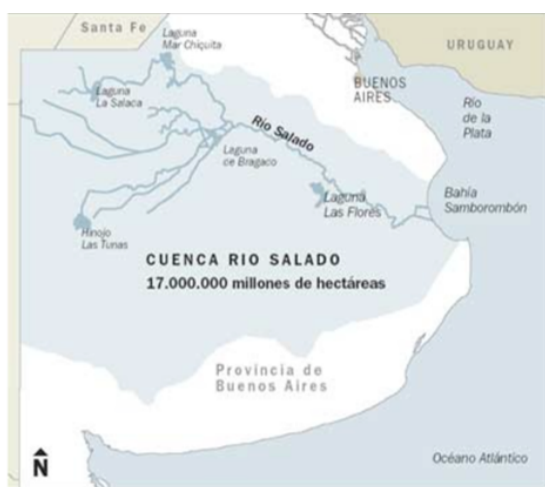 Santa Fe
Laguna
Mar Chiquita
URUGUAY
Laguna
La Salaca
BUENOS
AIRES
Río
de la
Plata
Río Salado
Laguna
de Bragaco
Laguna
Las Flores
Bahía
Samborombón
Hinojo
Las Tunas
CUENCA RIO SALADO
17.000.000 millones de hectáreas
Provincia de
Buenos Aires
N
Océano Atlántico